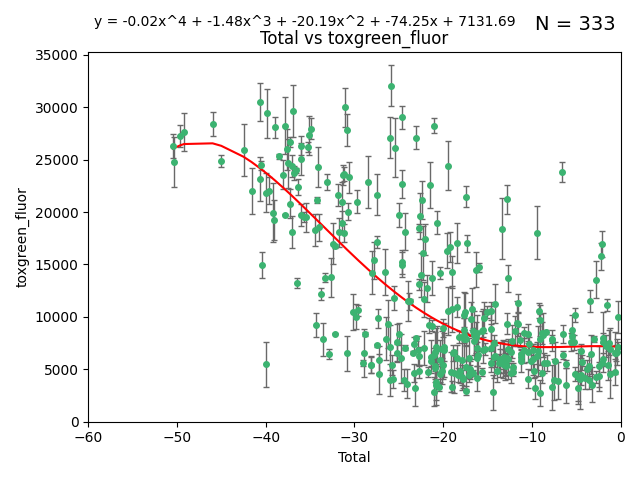 y = -0.02x^4 + -1.48x^3 + -20.19x^2 + -74.25x + 7131.69 N = 333
Total vs toxgreen_fluor
35000
30000
25000
20000
15000
10000
5000
0
toxgreen_fluor
−60 −50 −40 −30 −20 −10 0
Total